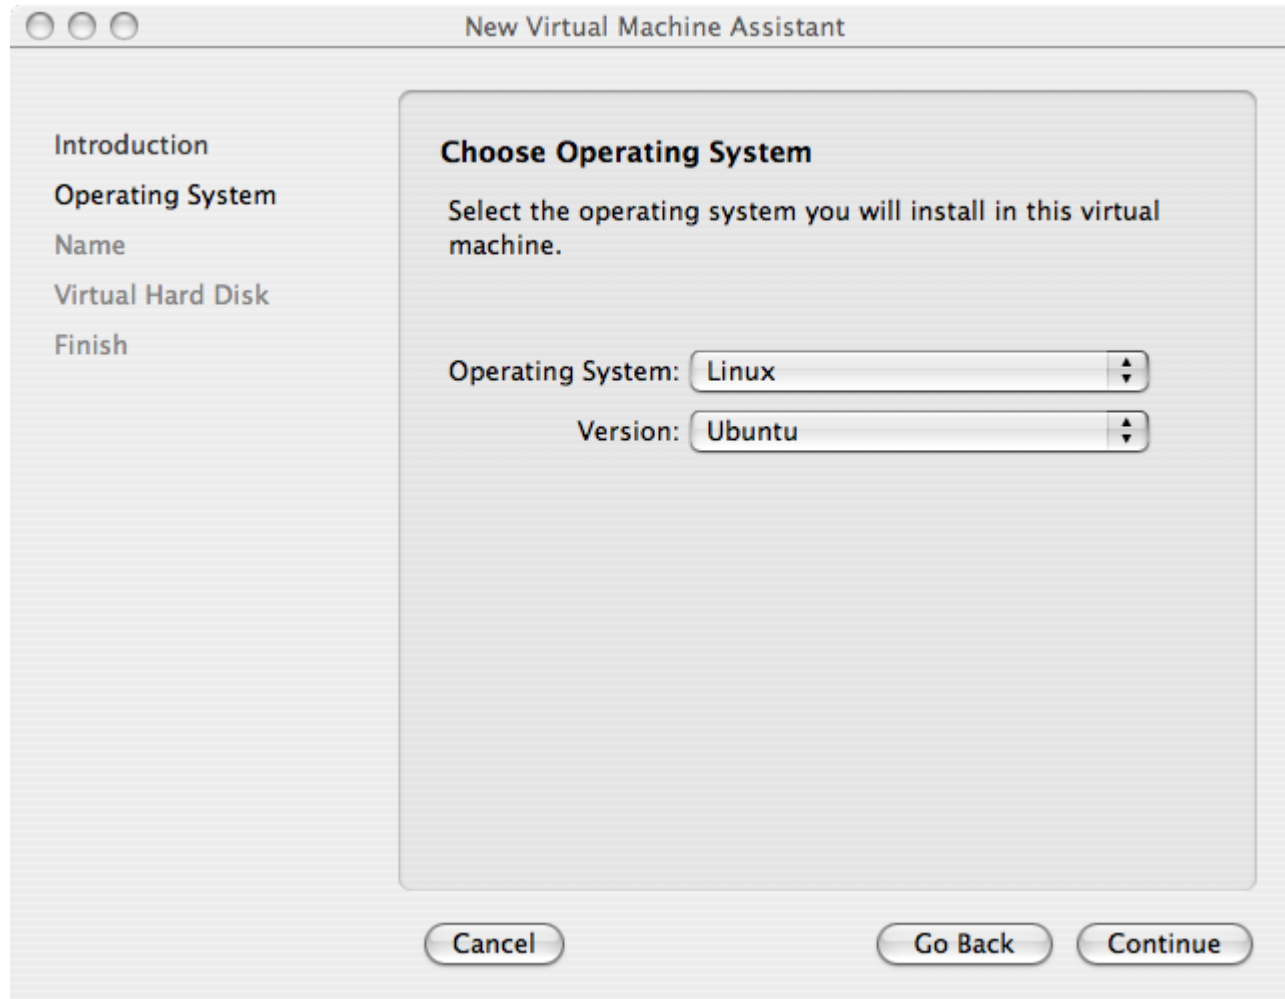 New Virtual Machine Assistant
Introduction
Operating System
Name
Virtual Hard Disk
Finish
Choose Operating System
Select the operating system you will install in this virtual
machine.
Operating System: Linux
Version: Ubuntu
Cancel
Go Back
Continue